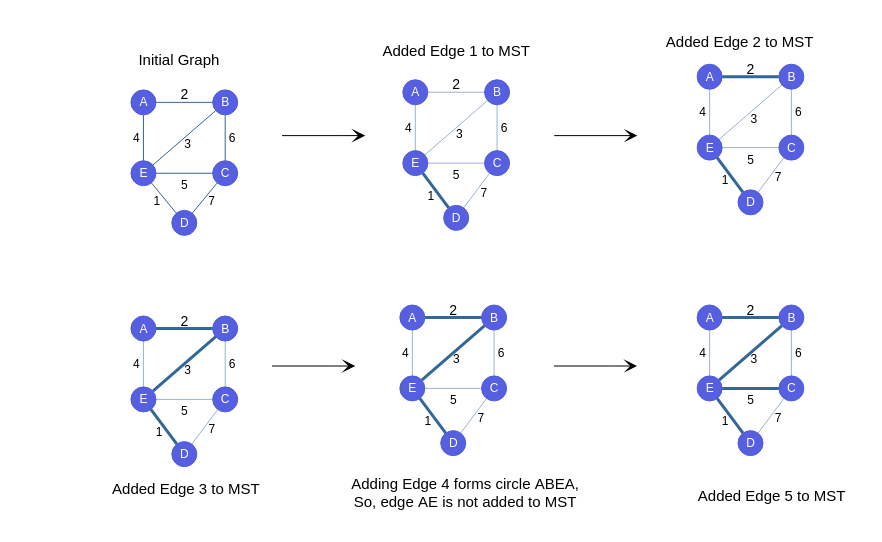 Initial Graph
A
2
B
4
3
6
E
5
C
1
7
D
Added Edge 1 to MST
A
2
B
4
3
6
E
5
C
1
7
D
Added Edge 2 to MST
A
2
B
4
3
6
E
5
C
1
7
D
A
2
B
4
3
6
E
5
C
1
7
D
Added Edge 3 to MST
A
2
B
4
3
6
E
5
C
1
7
D
Adding Edge 4 forms circle ABEA,
So, edge AE is not added to MST
A
2
B
4
3
6
E
5
C
1
7
D
Added Edge 5 to MST